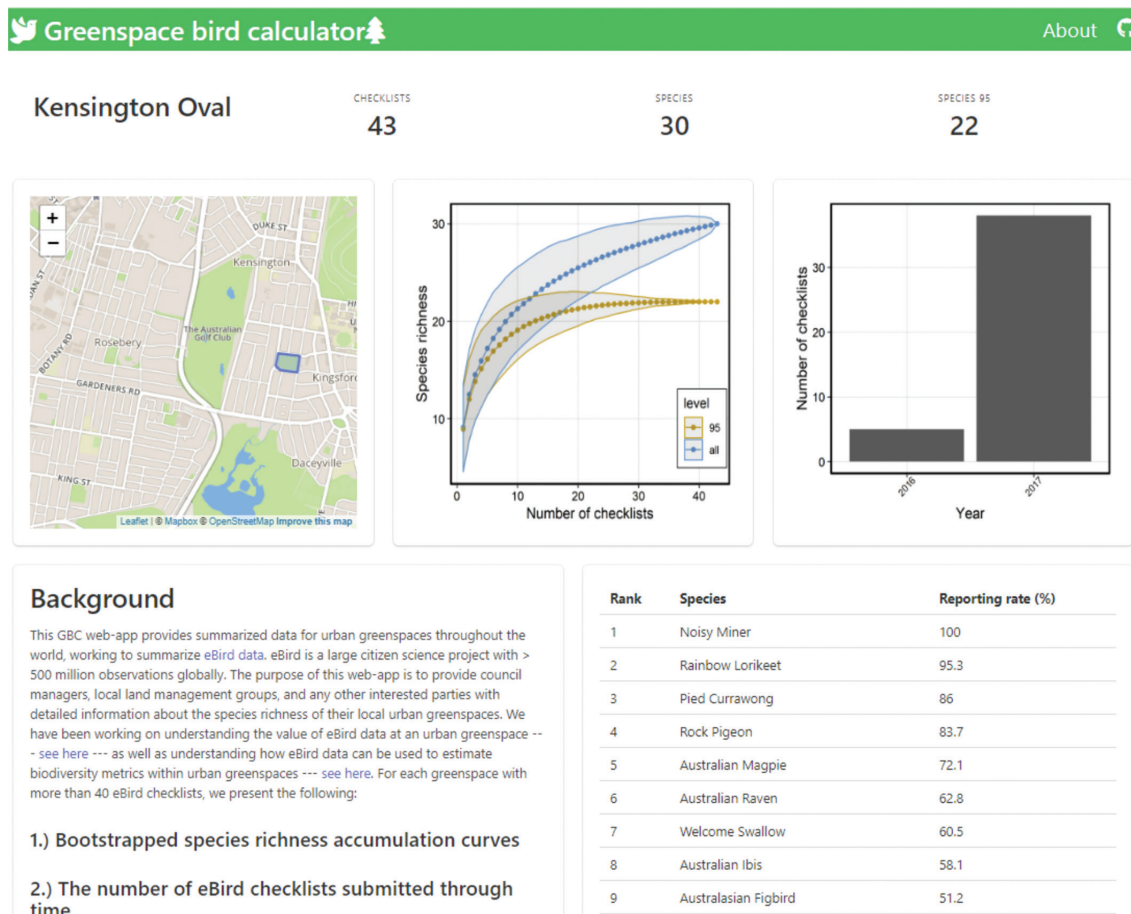 Greenspace bird calculator
About
Kensington Oval
CHECKLISTS
43
SPECIES
30
SPECIES 95
22
+
−
DUKE ST
Kensington
The Australian
Golf Club
Rosebery
BOTANY RD
GARDENERS RD
Kingsford
Daceyville
KING ST
Leaflet | © Mapbox © OpenStreetMap Improve this map
Species richness
30
20
10
level
95
all
0 10 20 30 40
Number of checklists
Number of checklists
30
20
10
0
2016 2017
Year
Background
This GBC web-app provides summarized data for urban greenspaces throughout the
world, working to summarize eBird data. eBird is a large citizen science project with >
500 million observations globally. The purpose of this web-app is to provide council
managers, local land management groups, and any other interested parties with
detailed information about the species richness of their local urban greenspaces. We
have been working on understanding the value of eBird data at an urban greenspace --
- see here --- as well as understanding how eBird data can be used to estimate
biodiversity metrics within urban greenspaces --- see here. For each greenspace with
more than 40 eBird checklists, we present the following:
1.) Bootstrapped species richness accumulation curves
2.) The number of eBird checklists submitted through
time
Rank Species Reporting rate (%)
1 Noisy Miner 100
2 Rainbow Lorikeet 95.3
3 Pied Currawong 86
4 Rock Pigeon 83.7
5 Australian Magpie 72.1
6 Australian Raven 62.8
7 Welcome Swallow 60.5
8 Australian Ibis 58.1
9 Australasian Figbird 51.2